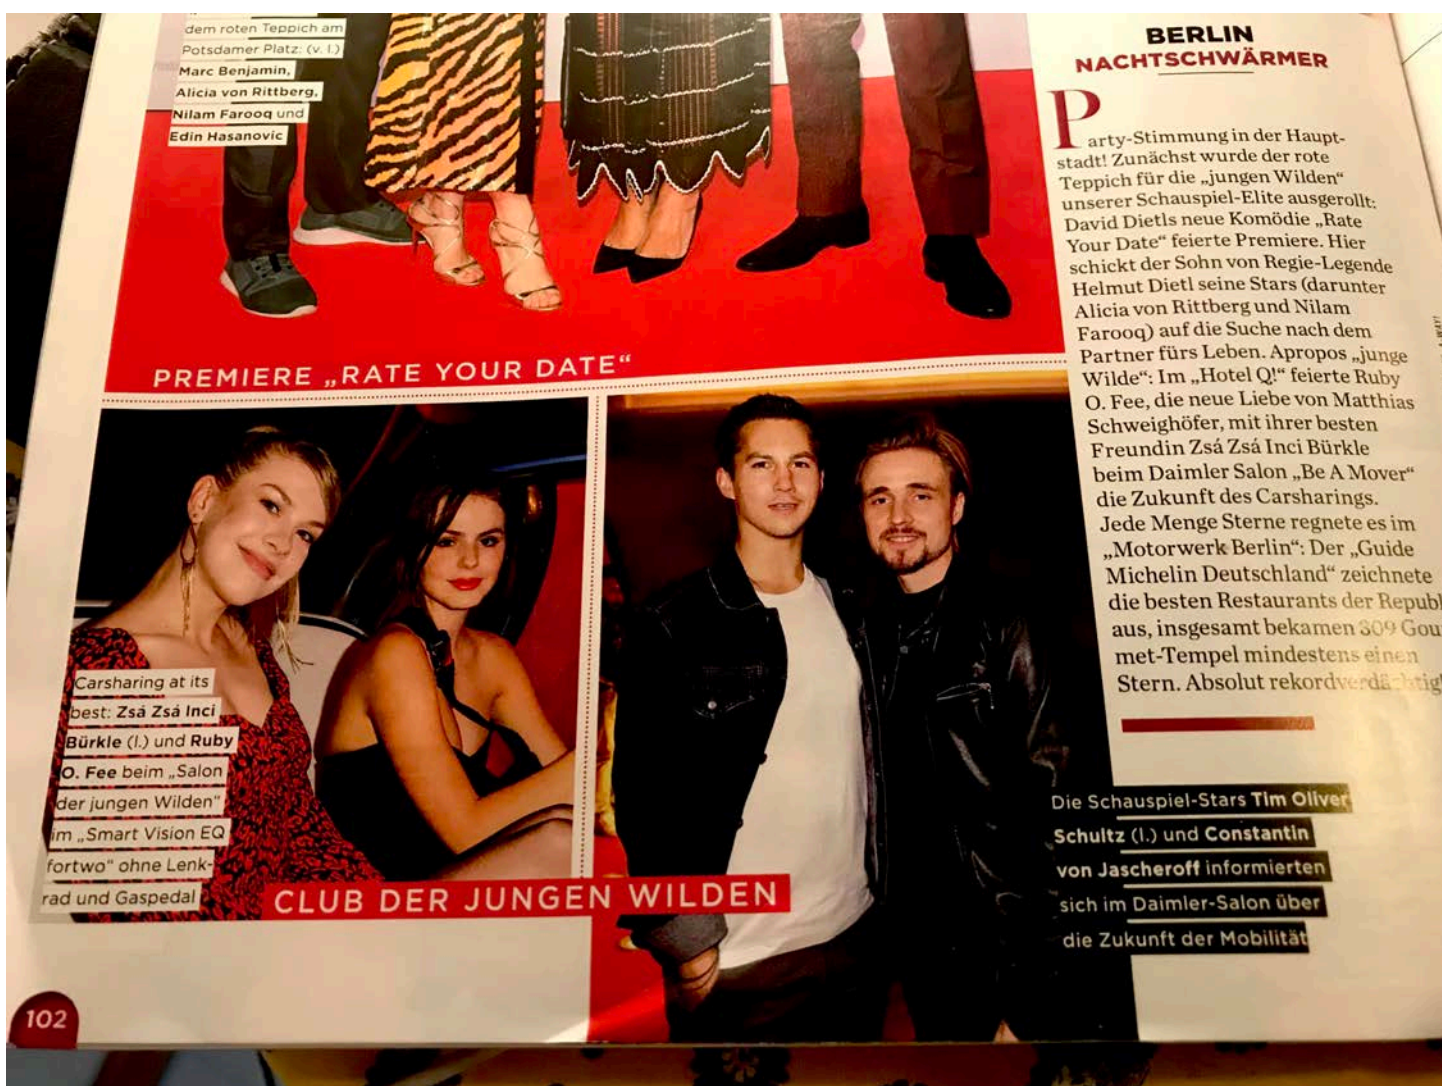 dem roten Teppich am
Potsdamer Platz: (v. l.)
Marc Benjamin,
Alicia von Rittberg,
Nilam Farooq und
Edin Hasanovic
PREMIERE „RATE YOUR DATE“
Carsharing at its
best: Zsá Zsá Inci
Bürkle (l.) und Ruby
O. Fee beim „Salon
der jungen Wilden“
im „Smart Vision EQ
fortwo“ ohne Lenk-
rad und Gaspedal
CLUB DER JUNGEN WILDEN
102
BERLIN
NACHTSCHWÄRMER
Party-Stimmung in der Haupt-
stadt! Zunächst wurde der rote
Teppich für die „jungen Wilden“
unserer Schauspiel-Elite ausgerollt:
David Dietls neue Komödie „Rate
Your Date“ feierte Premiere. Hier
schickt der Sohn von Regie-Legende
Helmut Dietl seine Stars (darunter
Alicia von Rittberg und Nilam
Farooq) auf die Suche nach dem
Partner fürs Leben. Apropos „junge
Wilde“: Im „Hotel Q!“ feierte Ruby
O. Fee, die neue Liebe von Matthias
Schweighöfer, mit ihrer besten
Freundin Zsá Zsá Inci Bürkle
beim Daimler Salon „Be A Mover“
die Zukunft des Carsharings.
Jede Menge Sterne regnete es im
„Motorwerk Berlin“: Der „Guide
Michelin Deutschland“ zeichnete
die besten Restaurants der Republ
aus, insgesamt bekamen 309 Gou
met-Tempel mindestens einen
Stern. Absolut rekordverdächtig!
Die Schauspiel-Stars Tim Oliver
Schultz (l.) und Constantin
von Jascheroff informierten
sich im Daimler-Salon über
die Zukunft der Mobilität